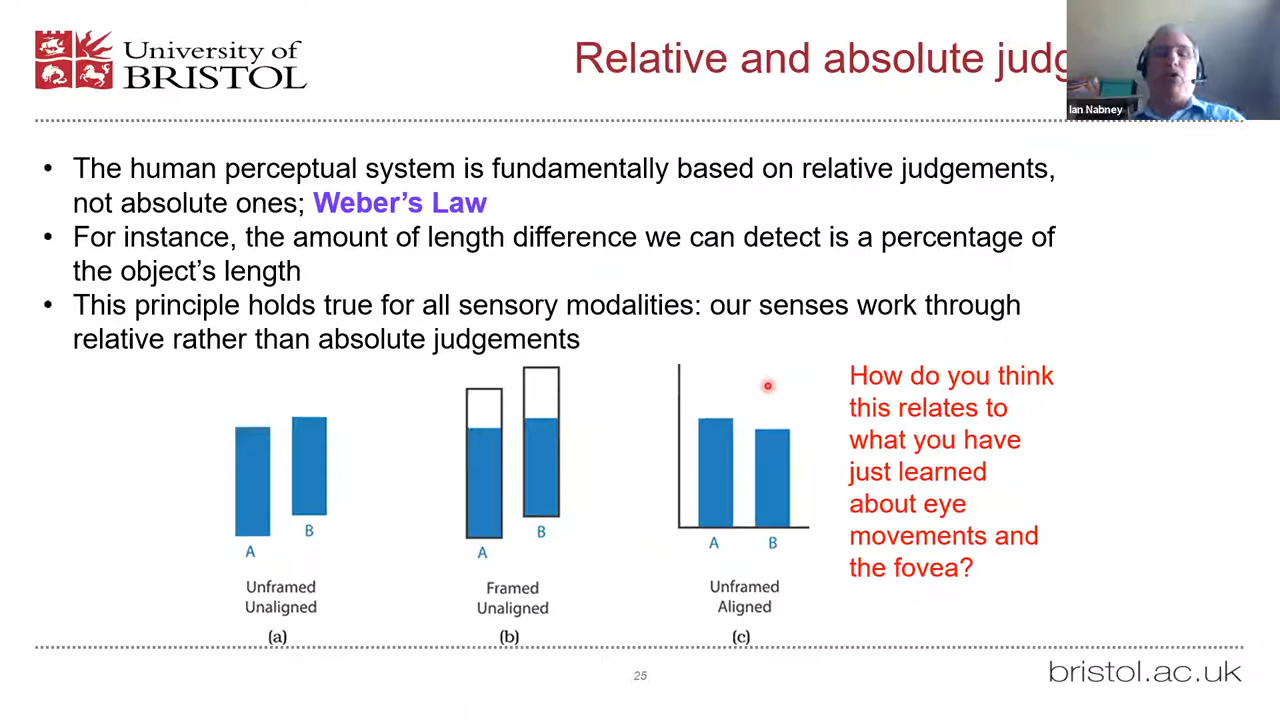 University of
BRISTOL
Relative and absolute judg
Ian Nabney
• The human perceptual system is fundamentally based on relative judgements,
not absolute ones; Weber's Law
• For instance, the amount of length difference we can detect is a percentage of
the object's length
• This principle holds true for all sensory modalities: our senses work through
relative rather than absolute judgements
A
B
Unframed
Unaligned
(a)
A
B
Framed
Unaligned
(b)
A
B
Unframed
Aligned
(c)
How do you think
this relates to
what you have
just learned
about eye
movements and
the fovea?
25
bristol.ac.uk